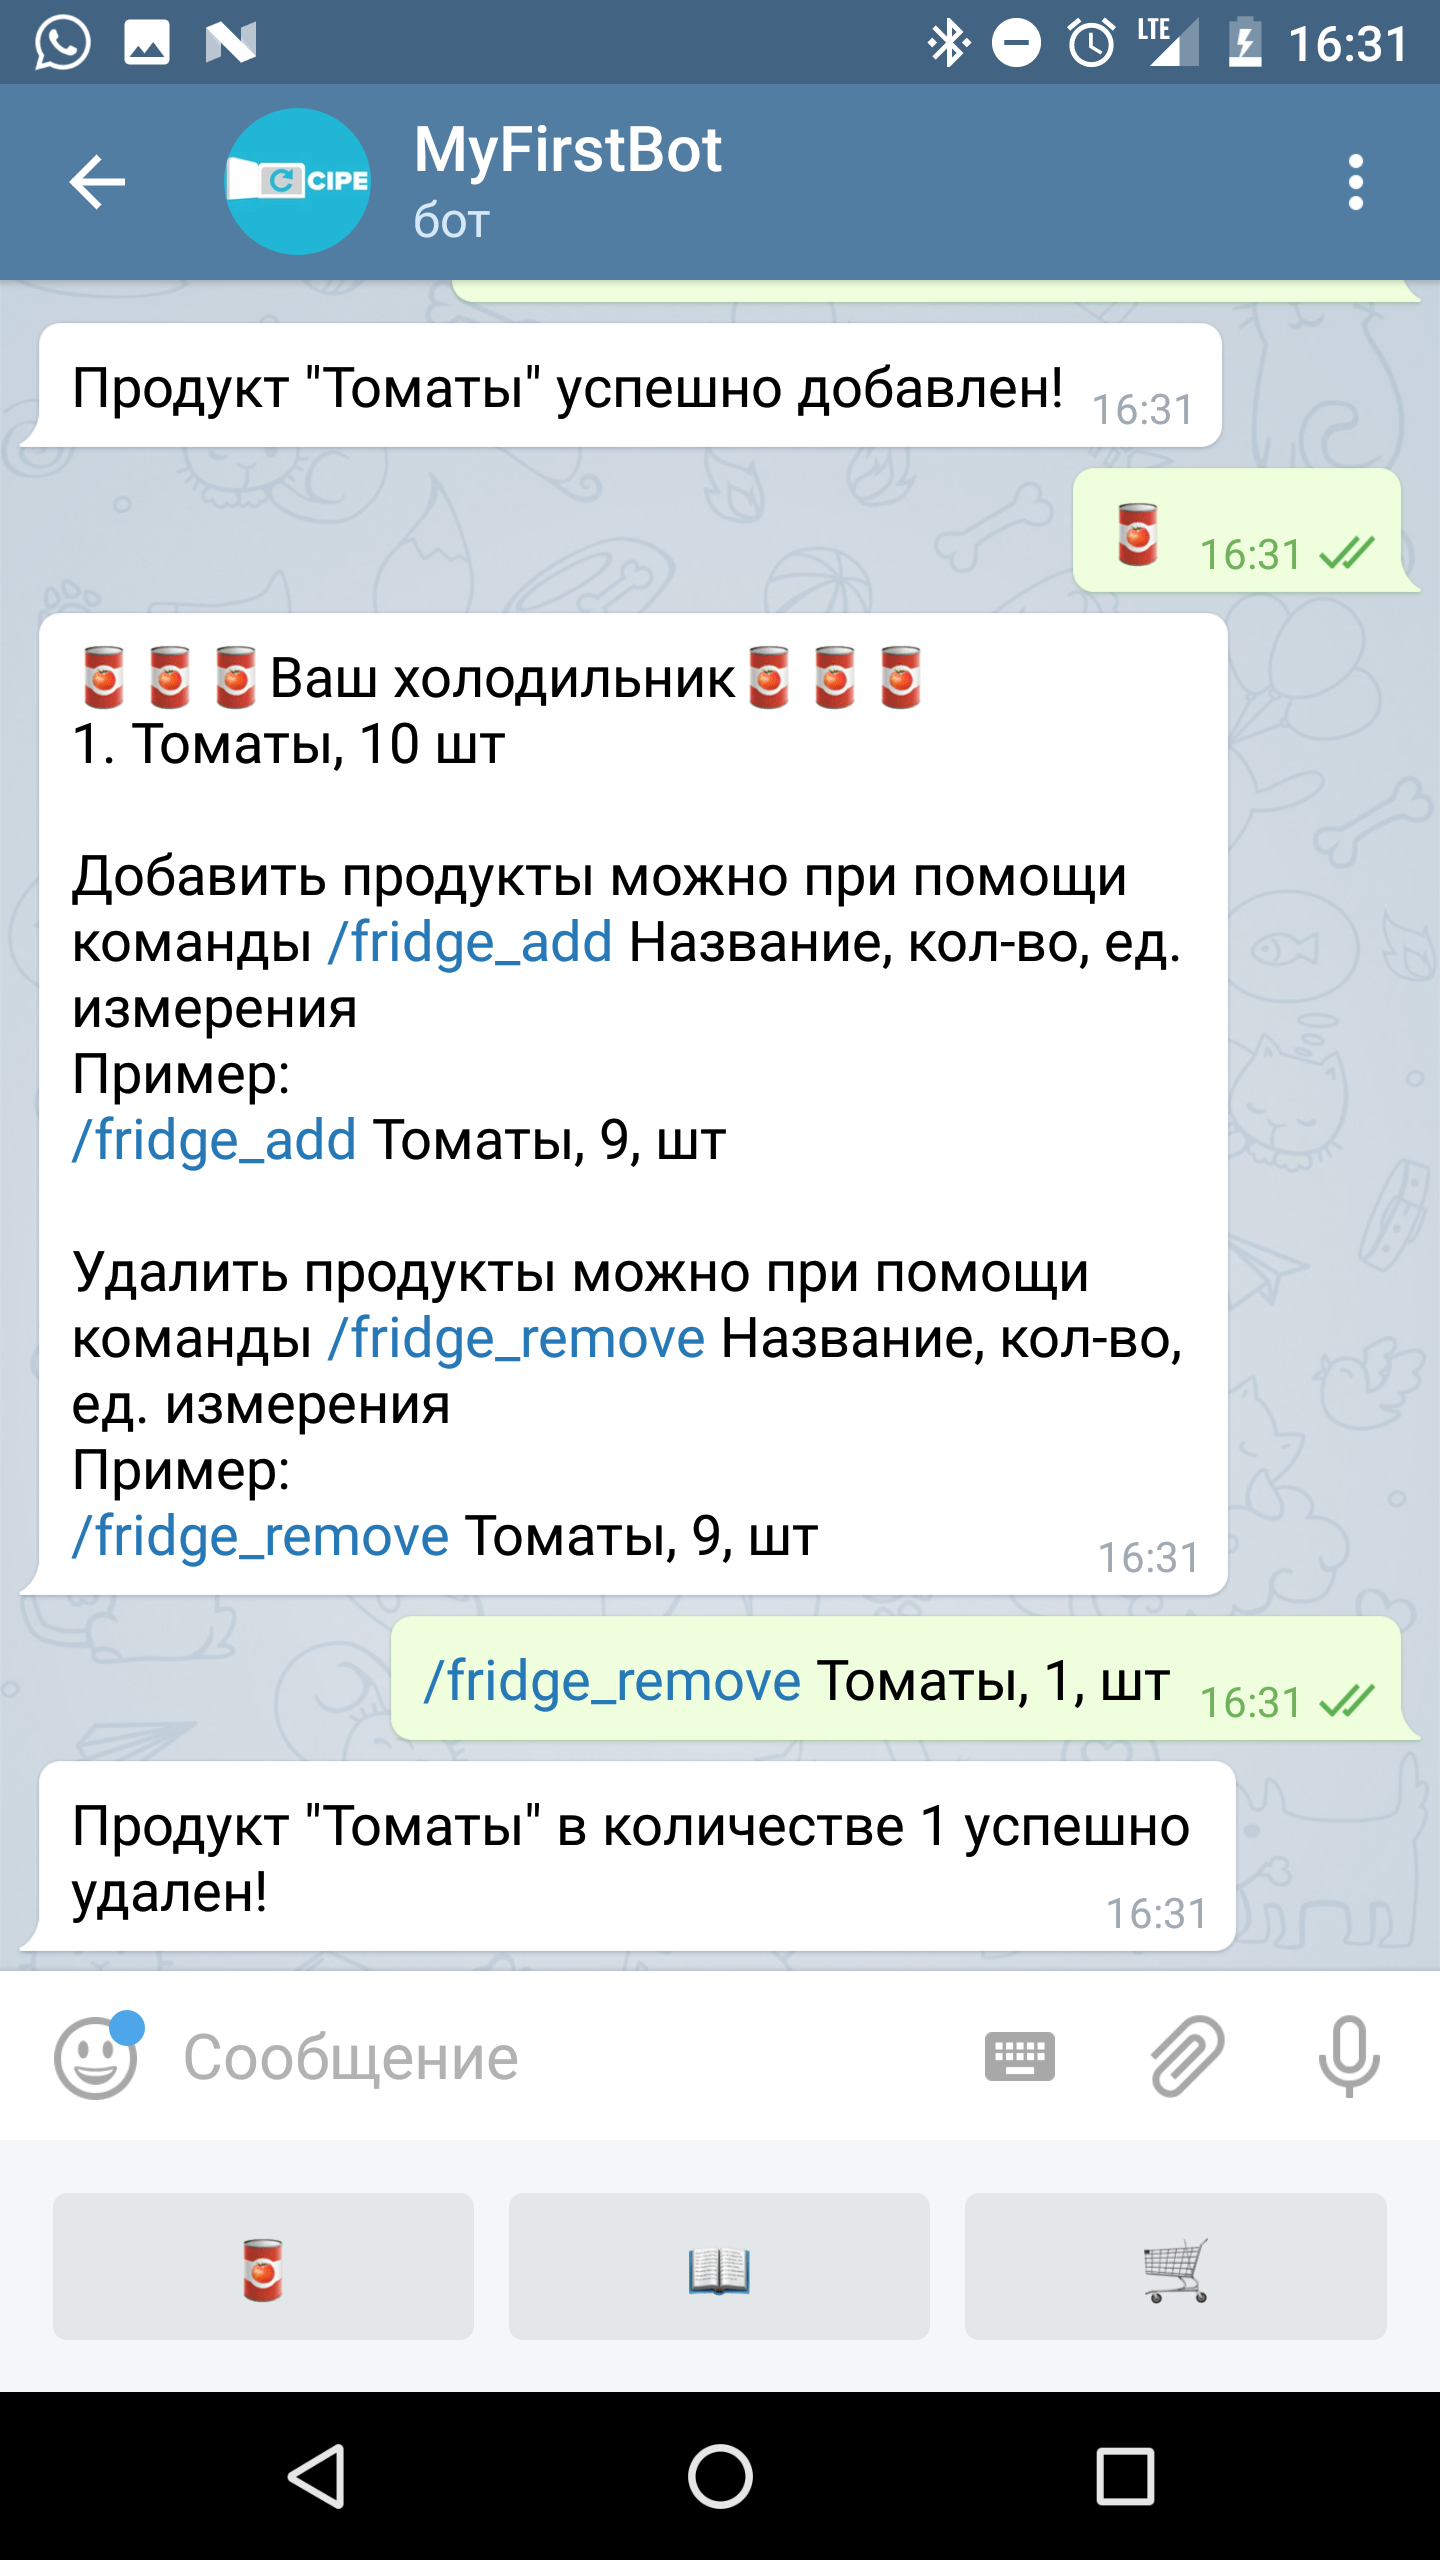 LTE 16:31
CIPE
MyFirstBot
бот
Продукт "Томаты" успешно добавлен! 16:31
16:31
Ваш холодильник
1. Томаты, 10 шт
Добавить продукты можно при помощи
команды /fridge_add Название, кол-во, ед.
измерения
Пример:
/fridge_add Томаты, 9, шт
Удалить продукты можно при помощи
команды /fridge_remove Название, кол-во,
ед. измерения
Пример:
/fridge_remove Томаты, 9, шт
16:31
/fridge_remove Томаты, 1, шт 16:31
Продукт "Томаты" в количестве 1 успешно
удален!
16:31
Сообщение